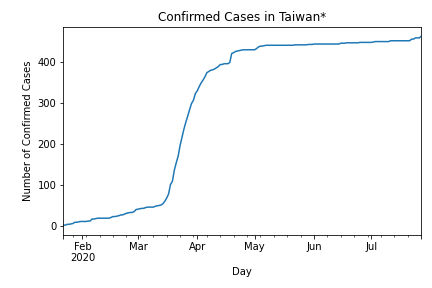 Confirmed Cases in Taiwan*
Number of Confirmed Cases
400
300
200
100
0
Feb Mar Apr May Jun Jul
2020
Day